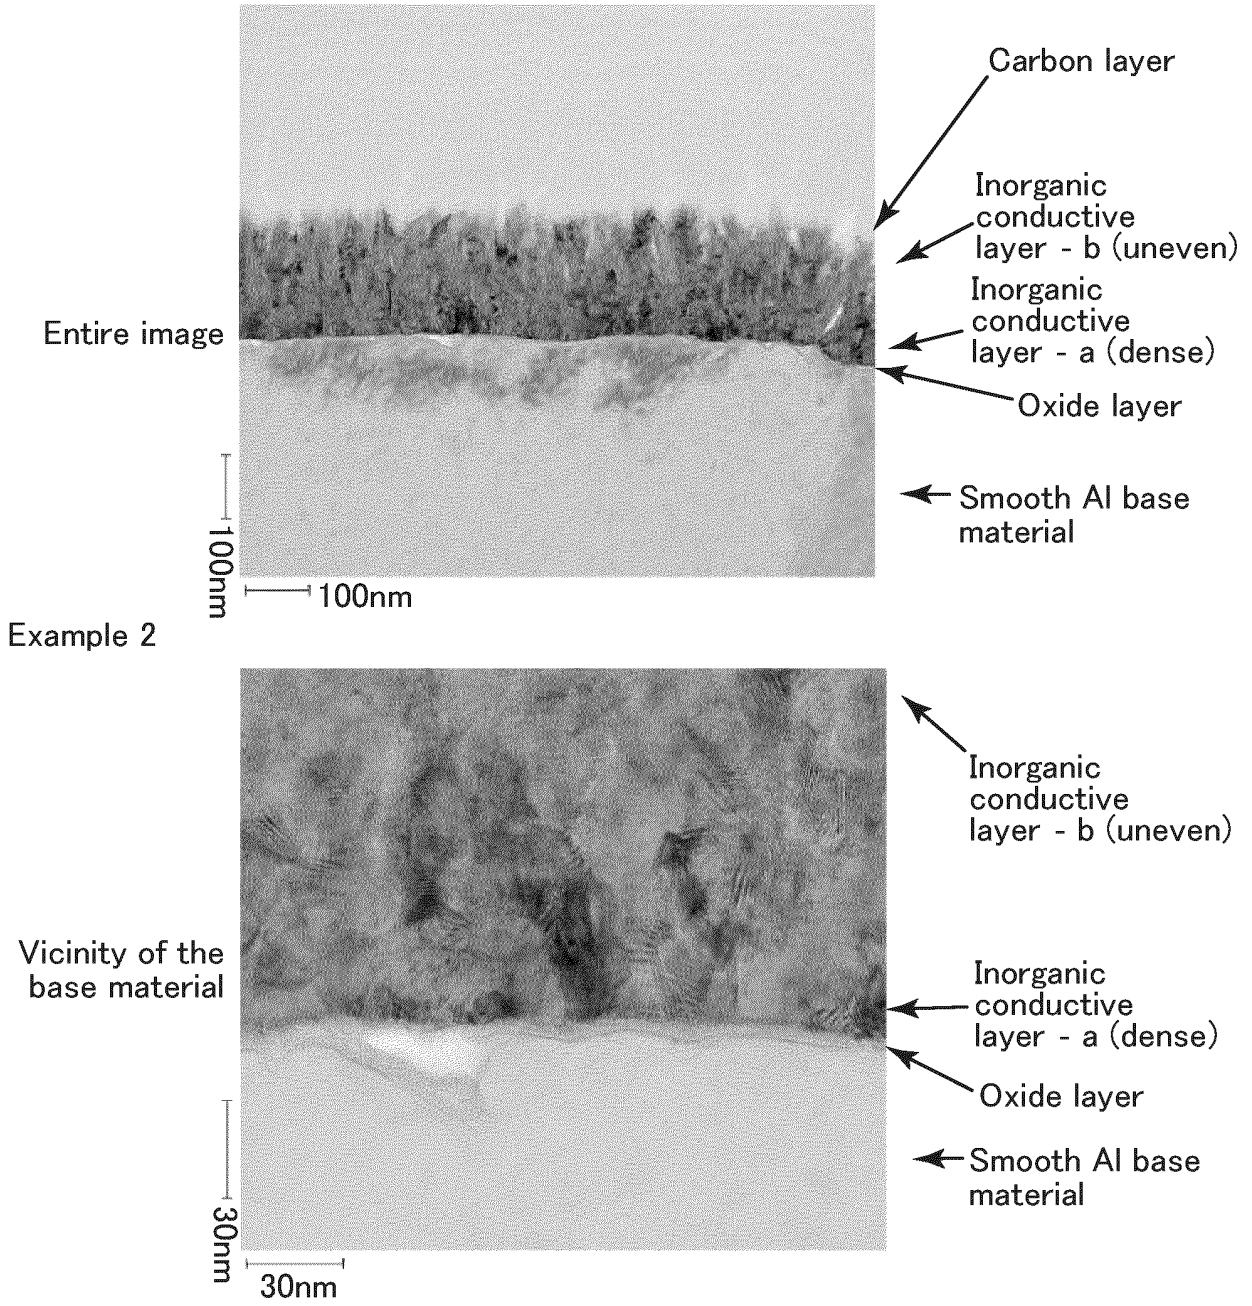 Carbon layer
Inorganic
conductive
layer - b (uneven)
Inorganic
conductive
layer - a (dense)
Entire image
Oxide layer
Smooth Al base
material
100nm
100nm
Example 2
Inorganic
conductive
layer - b (uneven)
Vicinity of the
base material
Inorganic
conductive
layer - a (dense)
Oxide layer
Smooth Al base
material
30nm
30nm